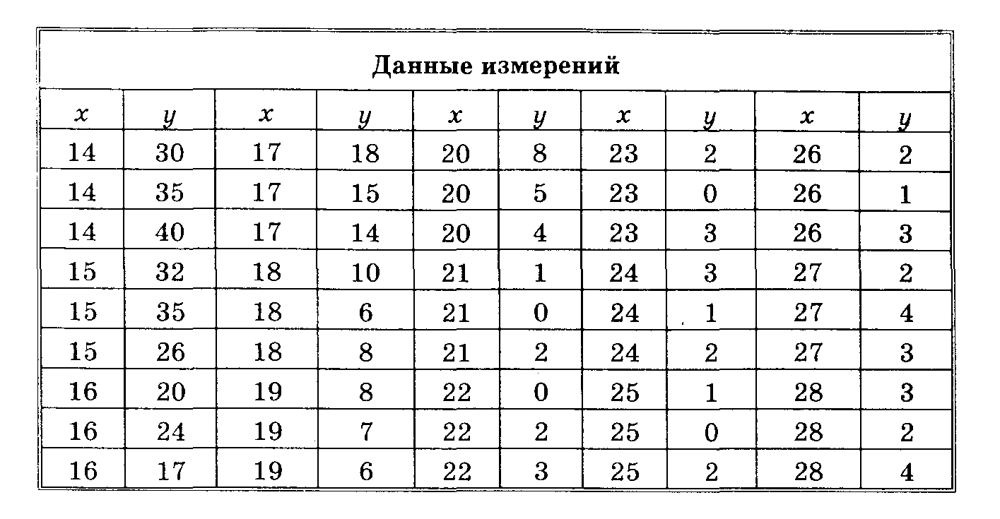 Данные измерений
x y x y x y x y x y
14 30 17 18 20 8 23 2 26 2
14 35 17 15 20 5 23 0 26 1
14 40 17 14 20 4 23 3 26 3
15 32 18 10 21 1 24 3 27 2
15 35 18 6 21 0 24 1 27 4
15 26 18 8 21 2 24 2 27 3
16 20 19 8 22 0 25 1 28 3
16 24 19 7 22 2 25 0 28 2
16 17 19 6 22 3 25 2 28 4